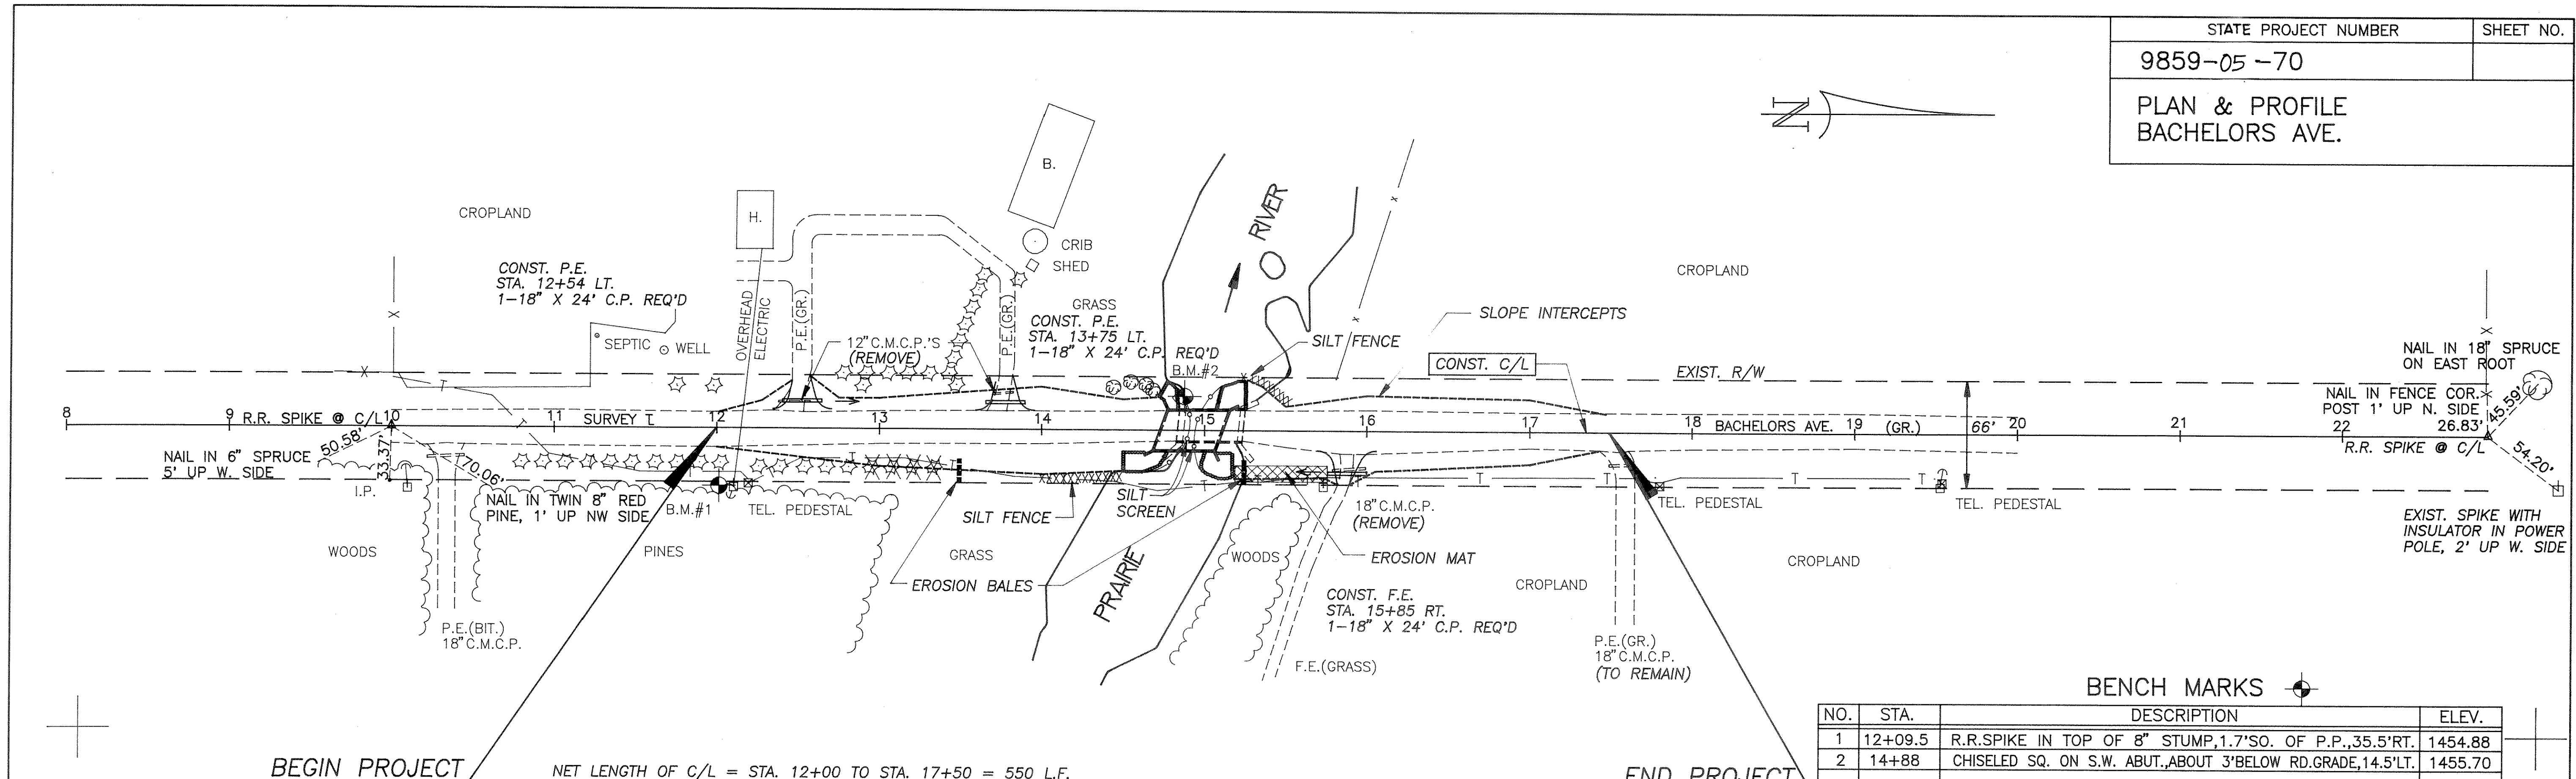 STATE PROJECT NUMBER
SHEET NO.
9859-05-70
PLAN & PROFILE
BACHELORS AVE.
N
CROPLAND
CONST. P.E.
STA. 12+54 LT.
1-18" X 24' C.P. REQ'D
SEPTIC
WELL
H.
OVERHEAD
ELECTRIC
P.E.(GR.)
B.
CRIB
SHED
P.E.(GR.)
12" C.M.C.P.'S
(REMOVE)
GRASS
CONST. P.E.
STA. 13+75 LT.
1-18" X 24' C.P. REQ'D
B.M.#2
RIVER
SILT FENCE
SLOPE INTERCEPTS
CROPLAND
CONST. C/L
EXIST. R/W
NAIL IN 18" SPRUCE
ON EAST ROOT
NAIL IN FENCE COR.
POST 1' UP N. SIDE
26.83'
45.59'
54.20'
R.R. SPIKE @ C/L
8
9
R.R. SPIKE @ C/L
10
11
SURVEY
12
13
14
15
16
17
18
BACHELORS AVE.
19
(GR.)
66'
20
21
22
50.58'
33.37'
70.06'
NAIL IN 6" SPRUCE
5' UP W. SIDE
I.P.
NAIL IN TWIN 8" RED
PINE, 1' UP NW SIDE
B.M.#1
TEL. PEDESTAL
SILT FENCE
SILT
SCREEN
18" C.M.C.P.
(REMOVE)
TEL. PEDESTAL
TEL. PEDESTAL
EXIST. SPIKE WITH
INSULATOR IN POWER
POLE, 2' UP W. SIDE
WOODS
PINES
GRASS
EROSION BALES
PRAIRIE
WOODS
EROSION MAT
CROPLAND
CROPLAND
CONST. F.E.
STA. 15+85 RT.
1-18" X 24' C.P. REQ'D
P.E.(BIT.)
18" C.M.C.P.
F.E.(GRASS)
P.E.(GR.)
18" C.M.C.P.
(TO REMAIN)
BENCH MARKS
NO. STA. DESCRIPTION ELEV.
1 12+09.5 R.R.SPIKE IN TOP OF 8" STUMP,1.7'SO. OF P.P.,35.5'RT. 1454.88
2 14+88 CHISELED SQ. ON S.W. ABUT.,ABOUT 3'BELOW RD.GRADE,14.5'LT. 1455.70
BEGIN PROJECT
NET LENGTH OF C/L = STA. 12+00 TO STA. 17+50 = 550 L.F.
END PROJECT